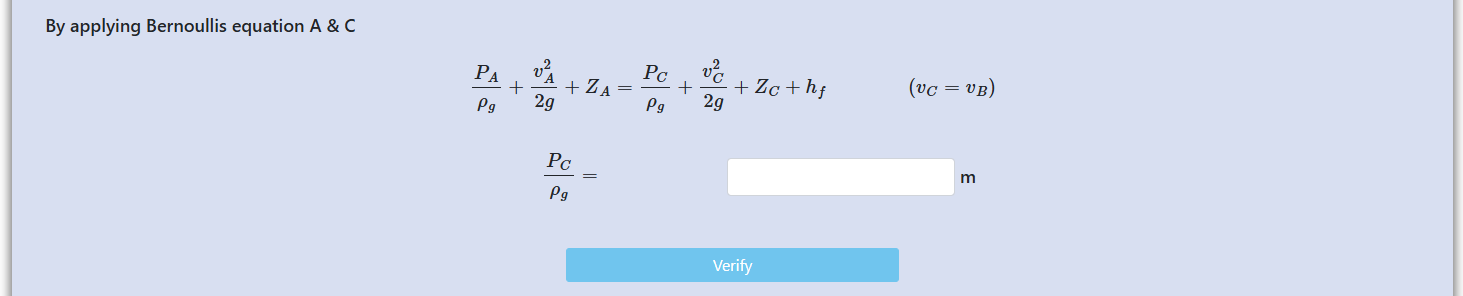 By applying Bernoullis equation A & C
\frac{P_A}{\rho_g} + \frac{v_A^2}{2g} + Z_A = \frac{P_C}{\rho_g} + \frac{v_C^2}{2g} + Z_C + h_f (v_C = v_B)
\frac{P_C}{\rho_g} = m
Verify